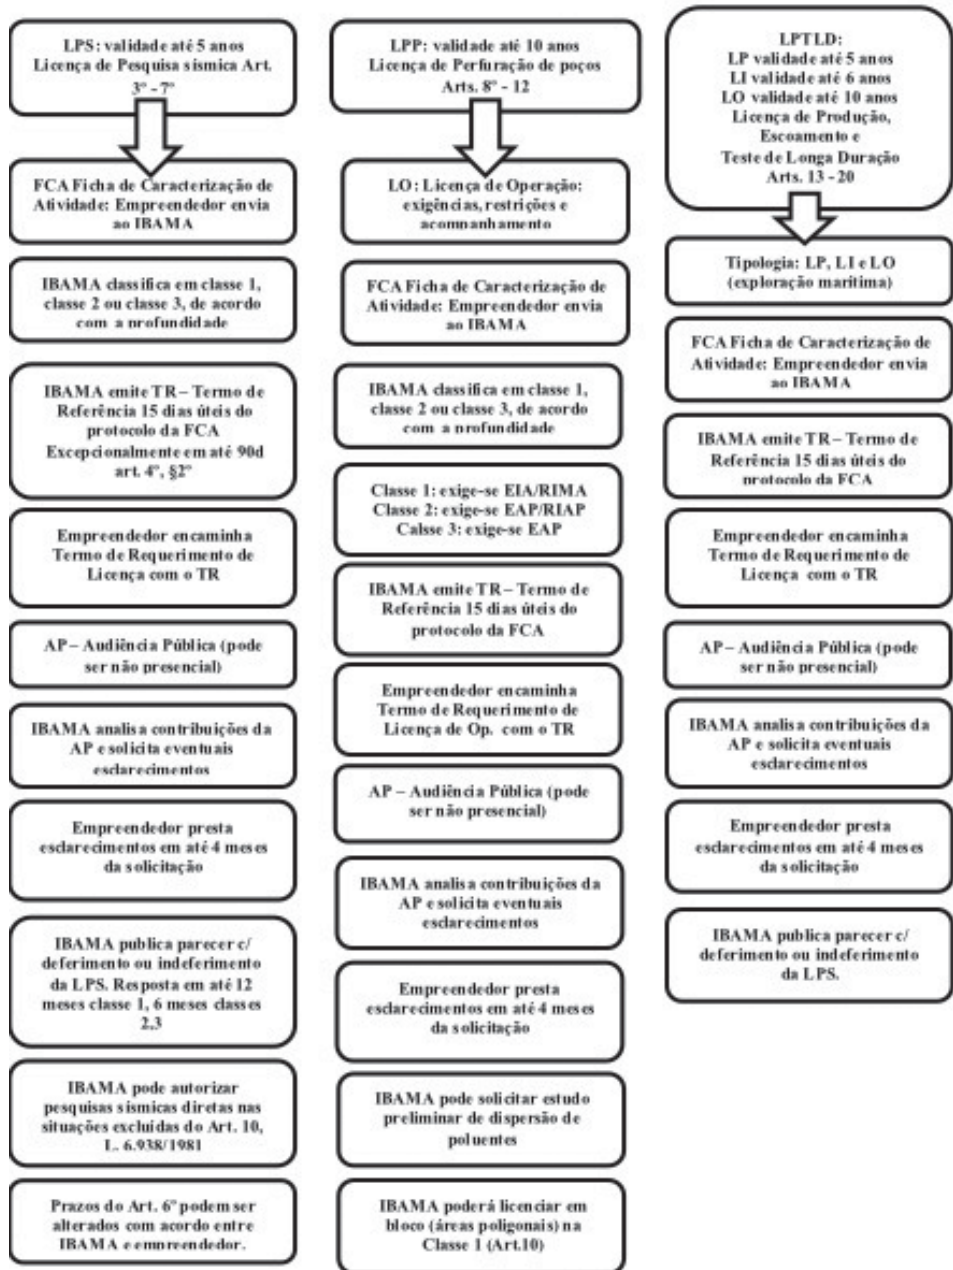 LPS: validade até 5 anos
Licença de Pesquisa sísmica Art.
3º - 7º
FCA Ficha de Caracterização de
Atividade: Empreendedor envia
ao IBAMA
IBAMA classifica em classe 1,
classe 2 ou classe 3, de acordo
com a profundidade
IBAMA emite TR – Termo de
Referência 15 dias úteis do
protocolo da FCA
Excepcionalmente em até 90d
art. 4º, §2º
Empreendedor encaminha
Termo de Requerimento de
Licença com o TR
AP – Audiência Pública (pode
ser não presencial)
IBAMA analisa contribuições da
AP e solicita eventuais
esclarecimentos
Empreendedor presta
esclarecimentos em até 4 meses
da solicitação
IBAMA publica parecer c/
deferimento ou indeferimento
da LPS. Resposta em até 12
meses classe 1, 6 meses classes
2,3
IBAMA pode autorizar
pesquisas sísmicas diretas nas
situações excluídas do Art. 10,
L. 6.938/1981
Prazos do Art. 6º podem ser
alterados com acordo entre
IBAMA e empreendedor.
LPP: validade até 10 anos
Licença de Perfuração de poços
Arts. 8º - 12
LO: Licença de Operação:
exigências, restrições e
acompanhamento
FCA Ficha de Caracterização de
Atividade: Empreendedor envia
ao IBAMA
IBAMA classifica em classe 1,
classe 2 ou classe 3, de acordo
com a profundidade
Classe 1: exige-se EIA/RIMA
Classe 2: exige-se EAP/RIAP
Calsse 3: exige-se EAP
IBAMA emite TR – Termo de
Referência 15 dias úteis do
protocolo da FCA
Empreendedor encaminha
Termo de Requerimento de
Licença de Op. com o TR
AP – Audiência Pública (pode
ser não presencial)
IBAMA analisa contribuições da
AP e solicita eventuais
esclarecimentos
Empreendedor presta
esclarecimentos em até 4 meses
da solicitação
IBAMA pode solicitar estudo
preliminar de dispersão de
poluentes
IBAMA poderá licenciar em
bloco (áreas poligonais) na
Classe 1 (Art.10)
LPTLD:
LP validade até 5 anos
LI validade até 6 anos
LO validade até 10 anos
Licença de Produção,
Escoamento e
Teste de Longa Duração
Arts. 13 - 20
Tipologia: LP, LI e LO
(exploração marítima)
FCA Ficha de Caracterização de
Atividade: Empreendedor envia
ao IBAMA
IBAMA emite TR – Termo de
Referência 15 dias úteis do
protocolo da FCA
Empreendedor encaminha
Termo de Requerimento de
Licença com o TR
AP – Audiência Pública (pode
ser não presencial)
IBAMA analisa contribuições da
AP e solicita eventuais
esclarecimentos
Empreendedor presta
esclarecimentos em até 4 meses
da solicitação
IBAMA publica parecer c/
deferimento ou indeferimento
da LPS.